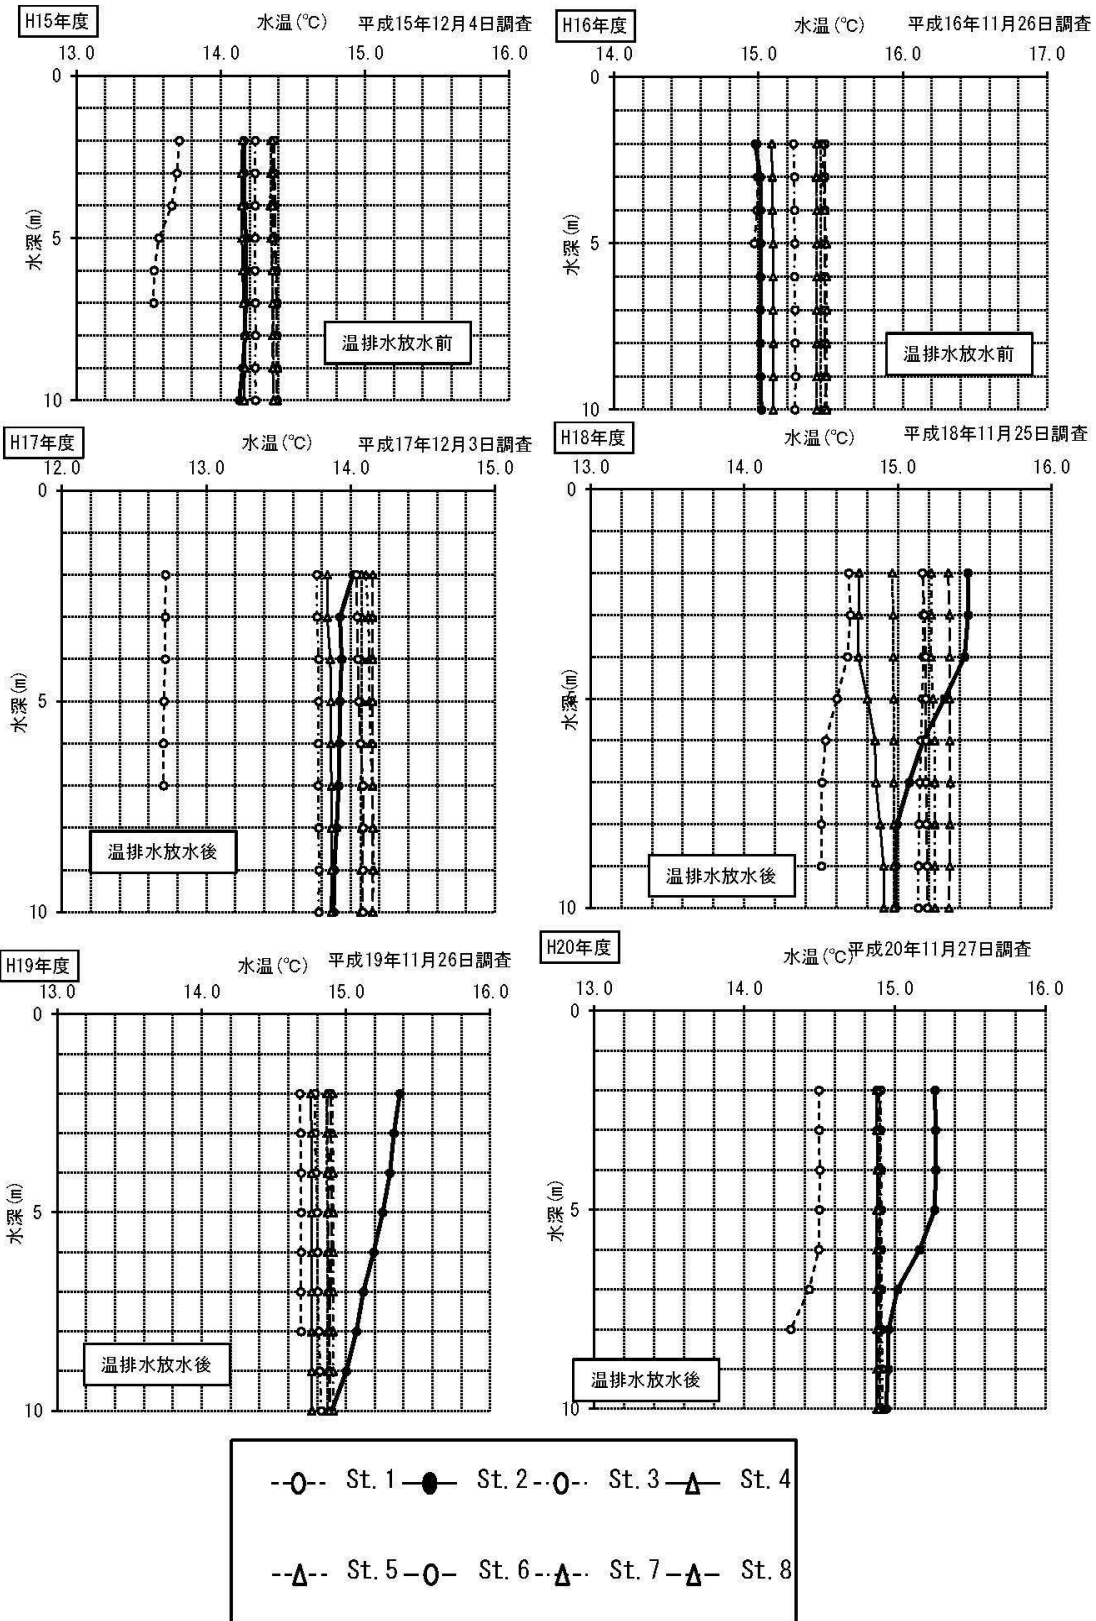 H15年度 水温(℃) 平成15年12月4日調査
13.0 14.0 15.0 16.0
0
5
10
水深(m)
温排水放水前
H16年度 水温(℃) 平成16年11月26日調査
14.0 15.0 16.0 17.0
0
5
10
水深(m)
温排水放水前
H17年度 水温(℃) 平成17年12月3日調査
12.0 13.0 14.0 15.0
0
5
10
水深(m)
温排水放水後
H18年度 水温(℃) 平成18年11月25日調査
13.0 14.0 15.0 16.0
0
10
水深(m)
温排水放水後
H19年度 水温(℃) 平成19年11月26日調査
13.0 14.0 15.0 16.0
0
5
10
水深(m)
温排水放水後
H20年度 水温(℃) 平成20年11月27日調査
13.0 14.0 15.0 16.0
0
5
10
水深(m)
温排水放水後
St. 1 St. 2 St. 3 St. 4
St. 5 St. 6 St. 7 St. 8